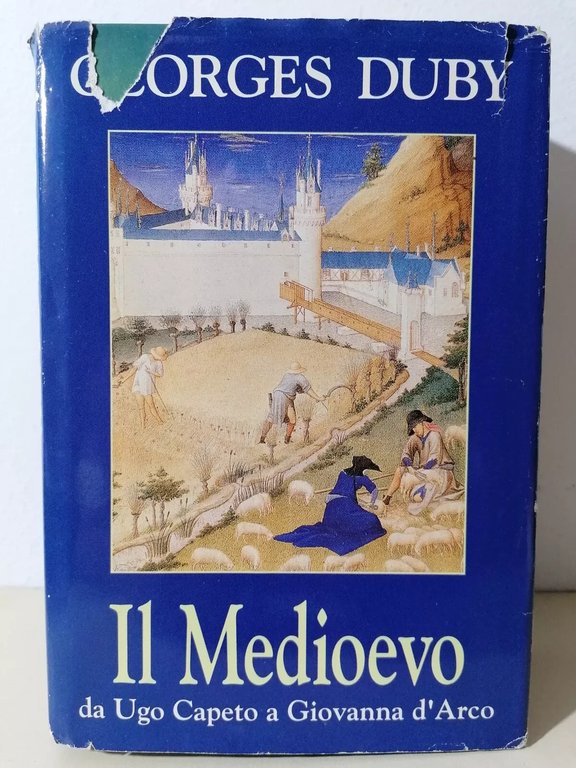 GEORGES DUBY
Il Medioevo
da Ugo Capeto a Giovanna d'Arco